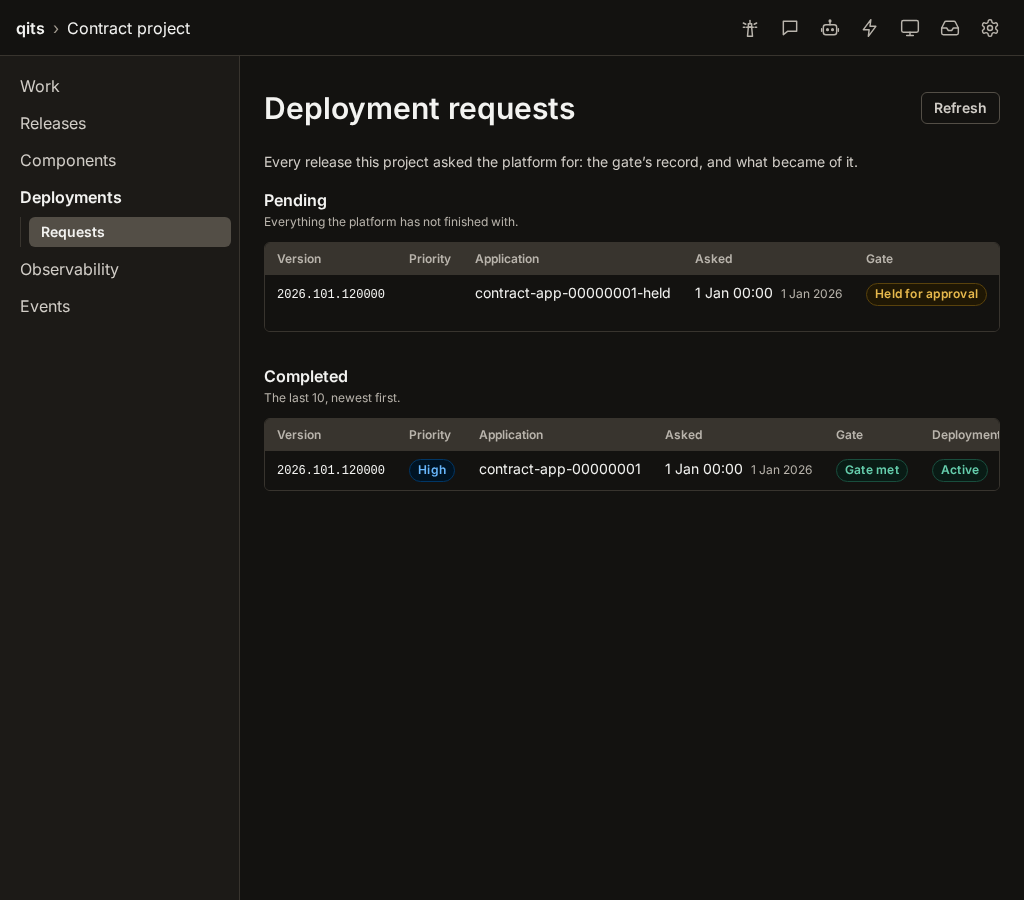 qits › Contract project
Work
Releases
Components
Deployments
Requests
Observability
Events
Deployment requests
Refresh
Every release this project asked the platform for: the gate’s record, and what became of it.
Pending
Everything the platform has not finished with.
Version Priority Application Asked Gate
2026.101.120000 contract-app-00000001-held 1 Jan 00:00 1 Jan 2026 Held for approval
Completed
The last 10, newest first.
Version Priority Application Asked Gate Deployment
2026.101.120000 High contract-app-00000001 1 Jan 00:00 1 Jan 2026 Gate met Active